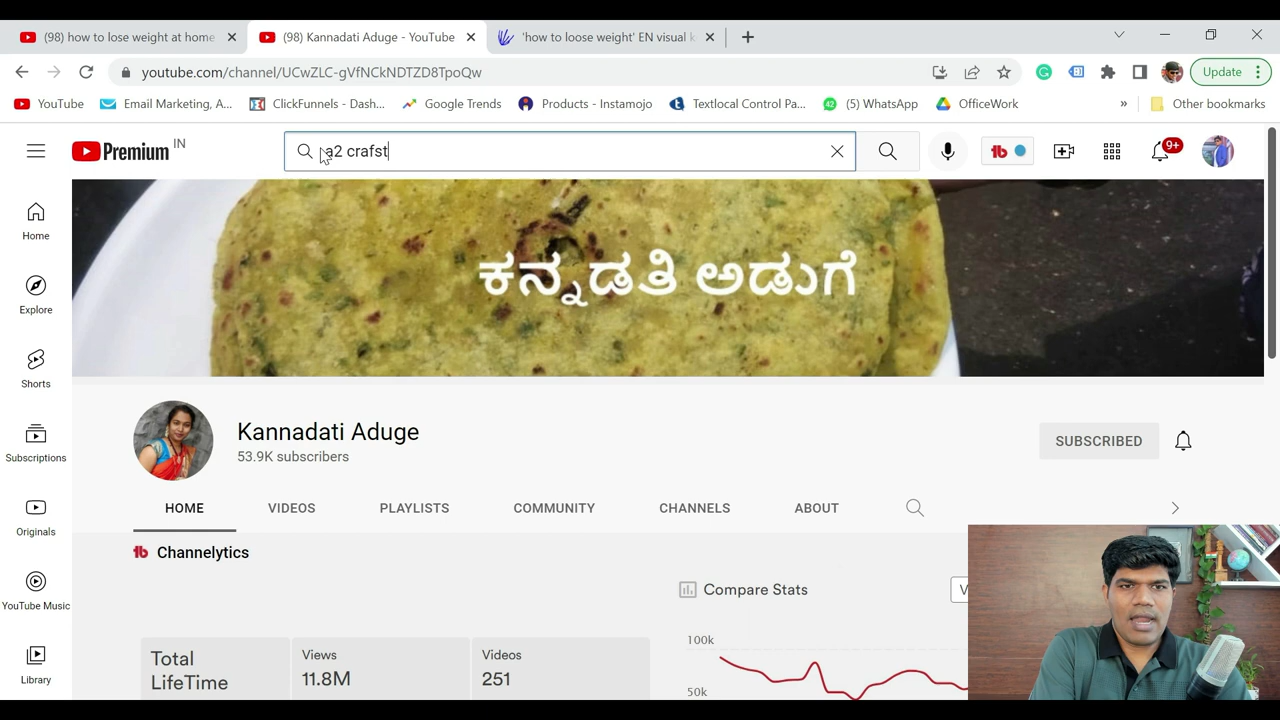 (98) how to lose weight at home
(98) Kannadati Aduge - YouTube
'how to loose weight' EN visual k
youtube.com/channel/UCwZLC-gVfNCkNDTZD8TpoQw
Update
YouTube
Email Marketing, A...
ClickFunnels - Dash...
Google Trends
Products - Instamojo
Textlocal Control Pa...
(5) WhatsApp
OfficeWork
»
Other bookmarks
Premium IN
a2 crafst
9+
ಕನ್ನಡತಿ ಅಡುಗೆ
Home
Explore
Shorts
Subscriptions
Originals
YouTube Music
Library
Kannadati Aduge
53.9K subscribers
SUBSCRIBED
HOME
VIDEOS
PLAYLISTS
COMMUNITY
CHANNELS
ABOUT
Channelytics
Compare Stats
V
Total
LifeTime
Views
11.8M
Videos
251
100k
50k